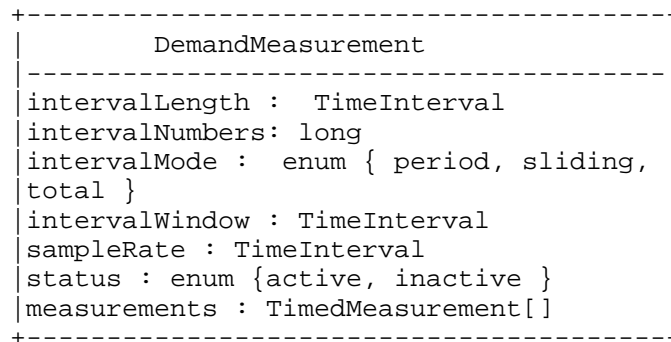 +----------------------------------------
|        DemandMeasurement
|----------------------------------------
|intervalLength :  TimeInterval
|intervalNumbers: long
|intervalMode :  enum { period, sliding,
|total }
|intervalWindow : TimeInterval
|sampleRate : TimeInterval
|status : enum {active, inactive }
|measurements : TimedMeasurement[]
+----------------------------------------